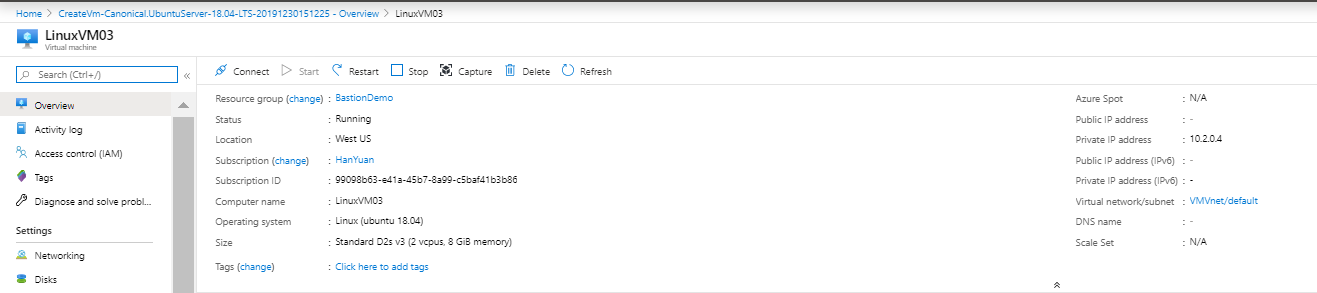 Home > CreateVm-Canonical.UbuntuServer-18.04-LTS-20191230151225 - Overview > LinuxVM03
LinuxVM03
Virtual machine
Search (Ctrl+/) «
Overview
Activity log
Access control (IAM)
Tags
Diagnose and solve probl...
Settings
Networking
Disks
Connect Start Restart Stop Capture Delete Refresh
Resource group (change) : BastionDemo
Status : Running
Location : West US
Subscription (change) : HanYuan
Subscription ID : 99098b63-e41a-45b7-8a99-c5baf41b3b86
Computer name : LinuxVM03
Operating system : Linux (ubuntu 18.04)
Size : Standard D2s v3 (2 vcpus, 8 GiB memory)
Tags (change) : Click here to add tags
Azure Spot : N/A
Public IP address : -
Private IP address : 10.2.0.4
Public IP address (IPv6) : -
Private IP address (IPv6) : -
Virtual network/subnet : VMVnet/default
DNS name : -
Scale Set : N/A